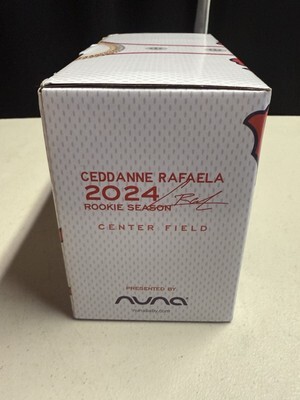 CEDDANNE RAFAELA
2024
ROOKIE SEASON
CENTER FIELD
PRESENTED BY
nuna